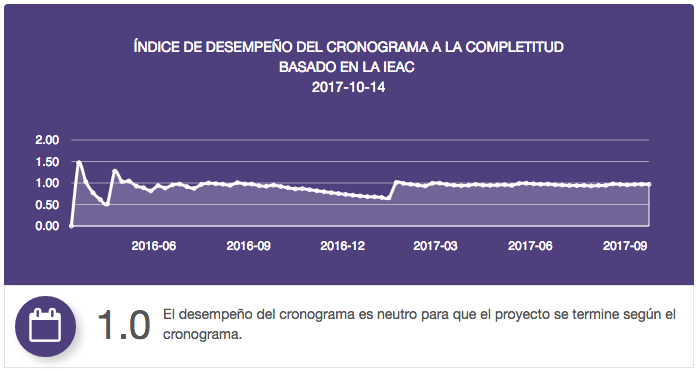 ÍNDICE DE DESEMPEÑO DEL CRONOGRAMA A LA COMPLETITUD
BASADO EN LA IEAC
2017-10-14
2.00
1.50
1.00
0.50
0.00
2016-06 2016-09 2016-12 2017-03 2017-06 2017-09
1.0
El desempeño del cronograma es neutro para que el proyecto se termine según el
cronograma.